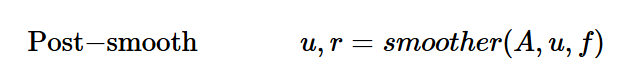 Post−smooth u, r = smoother(A, u, f)